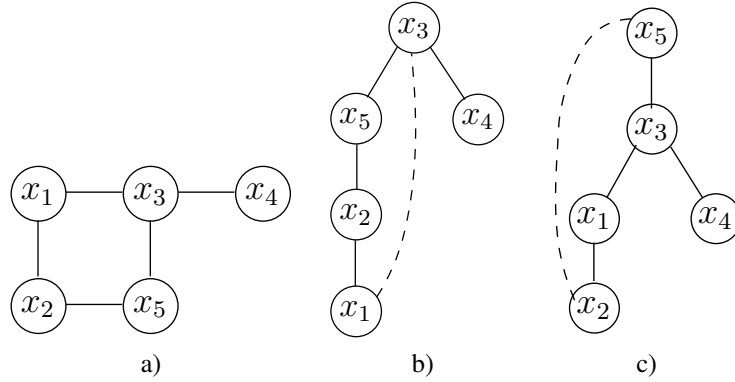 x₁ x₃ x₄
x₂ x₅
a)
x₃
x₅ x₄
x₂
x₁
b)
x₅
x₃
x₁ x₄
x₂
c)